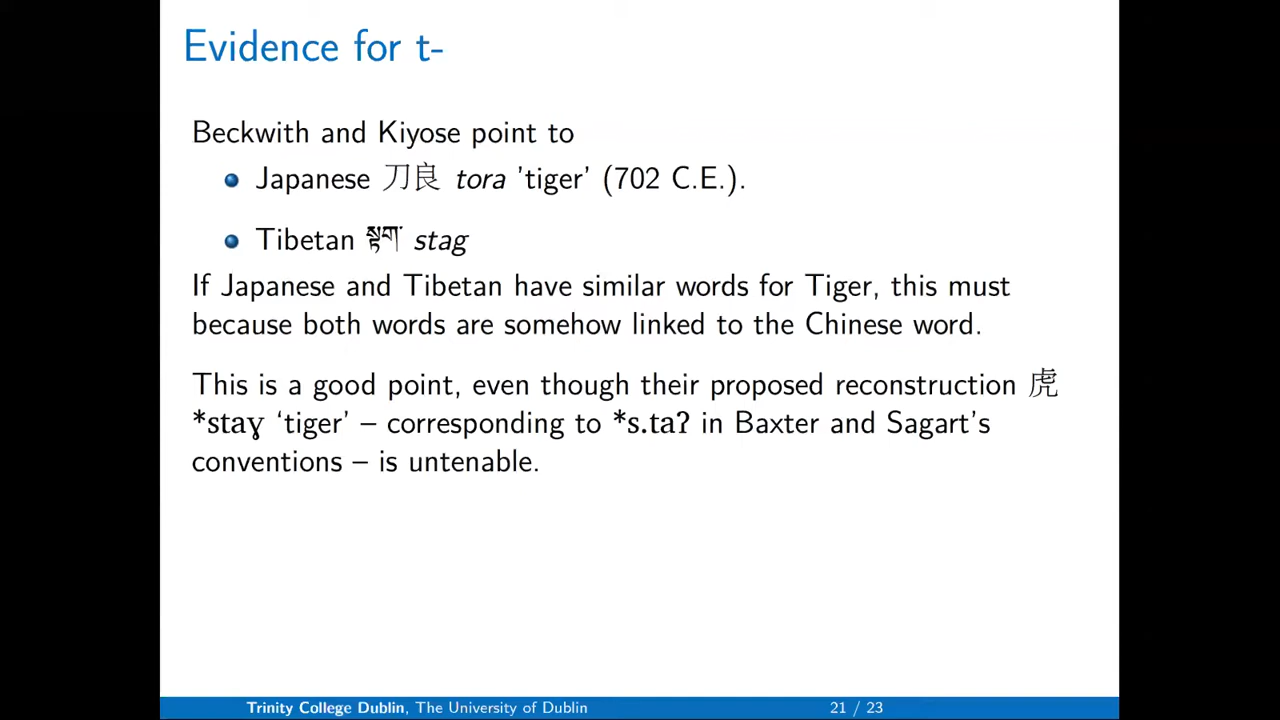 Evidence for t-
Beckwith and Kiyose point to
Japanese 刀良 tora ’tiger’ (702 C.E.).
Tibetan སྟག་ stag
If Japanese and Tibetan have similar words for Tiger, this must
because both words are somehow linked to the Chinese word.
This is a good point, even though their proposed reconstruction 虎
*staɣ ‘tiger’ – corresponding to *s.taʔ in Baxter and Sagart’s
conventions – is untenable.
Trinity College Dublin, The University of Dublin 21 / 23